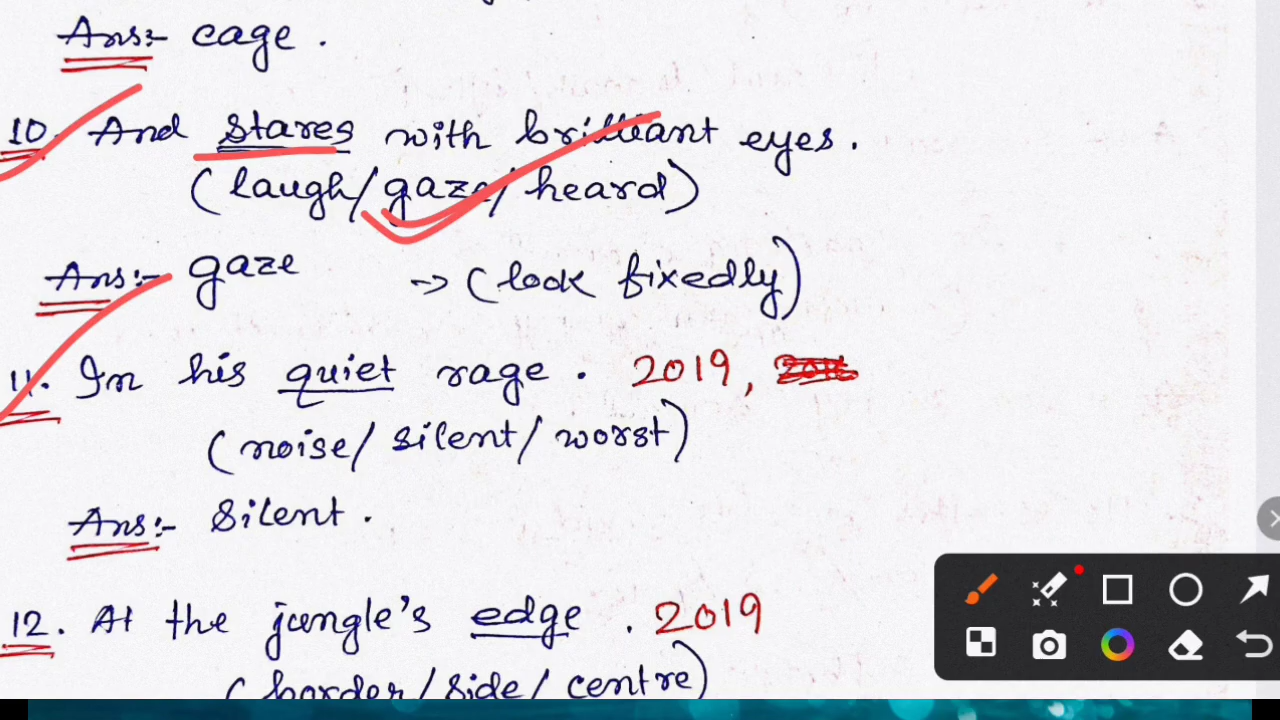 Ans:- cage.
10. And stares with brilliant eyes.
(laugh/gaze/heard)
Ans:- gaze → (look fixedly)
11. In his quiet rage. 2019,
(noise/silent/worst)
Ans:- Silent.
12. At the jungle's edge. 2019
(border/side/centre)